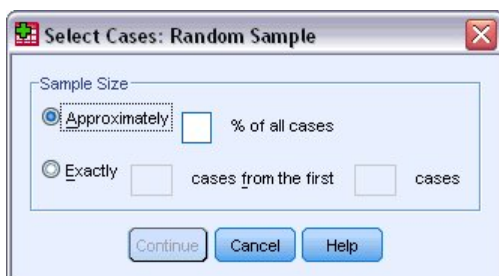 Select Cases: Random Sample
Sample Size
Approximately % of all cases
Exactly cases from the first cases
Continue Cancel Help